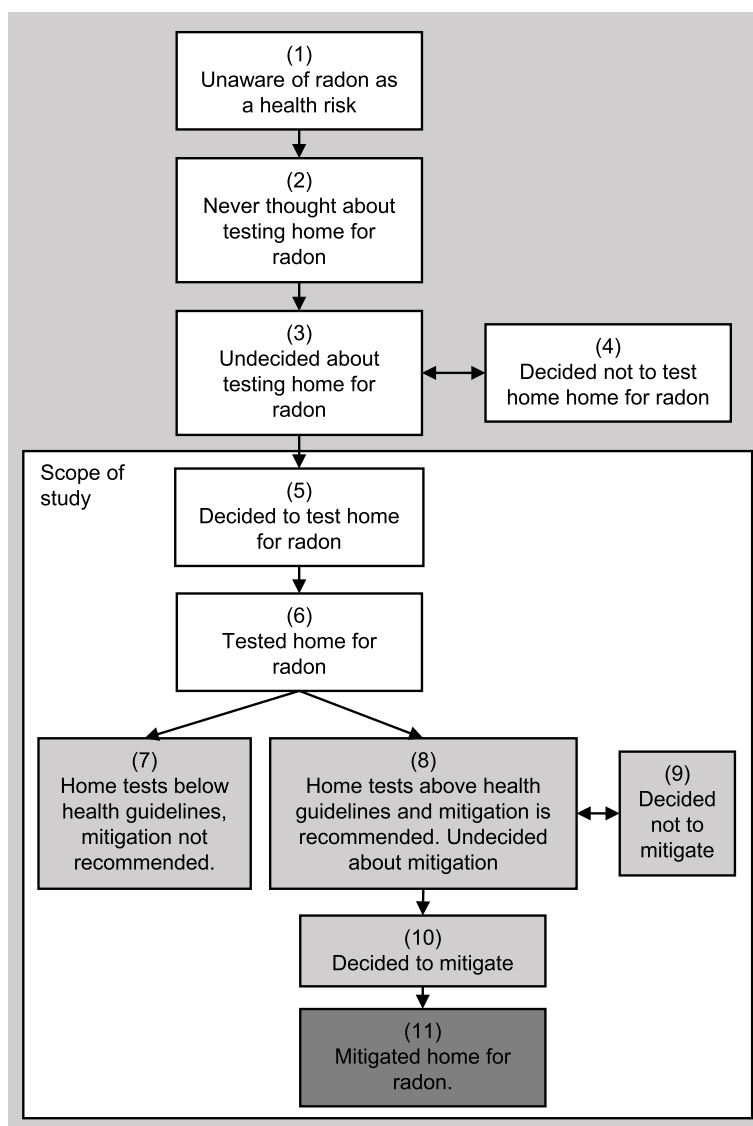 (1)
Unaware of radon as
a health risk
(2)
Never thought about
testing home for
radon
(3)
Undecided about
testing home for
radon
(4)
Decided not to test
home home for radon
Scope of
study
(5)
Decided to test home
for radon
(6)
Tested home for
radon
(7)
Home tests below
health guidelines,
mitigation not
recommended.
(8)
Home tests above health
guidelines and mitigation is
recommended. Undecided
about mitigation
(9)
Decided
not to
mitigate
(10)
Decided to mitigate
(11)
Mitigated home for
radon.